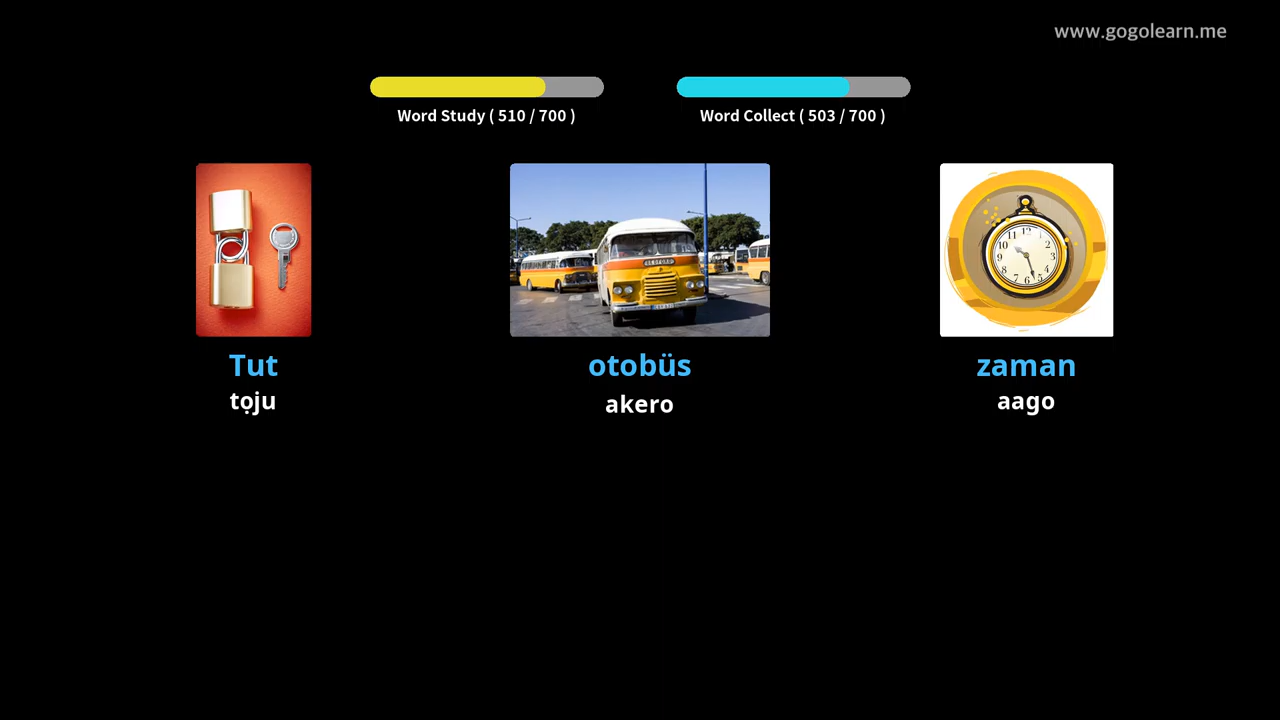 www.gogolearn.me
Word Study ( 510 / 700 )
Word Collect ( 503 / 700 )
Tut
otobüs
zaman
tọju
akero
aago